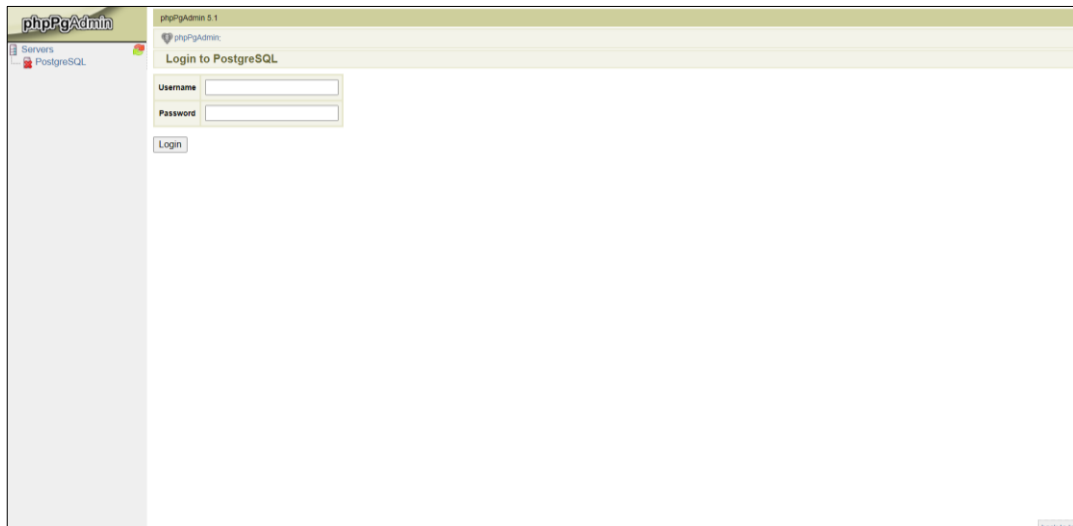 phpPgAdmin
Servers
PostgreSQL
phpPgAdmin 5.1
phpPgAdmin:
Login to PostgreSQL
Username
Password
Login